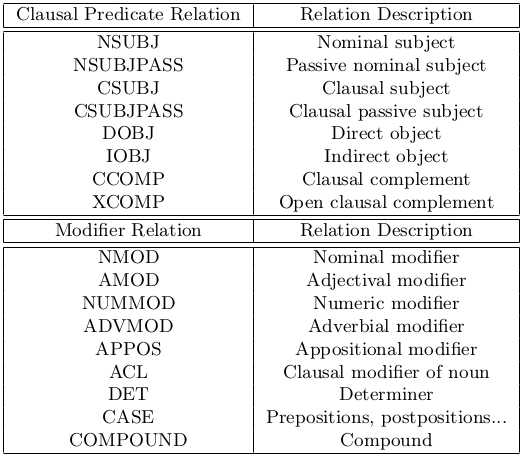 Clausal Predicate Relation Relation Description
NSUBJ Nominal subject
NSUBJPASS Passive nominal subject
CSUBJ Clausal subject
CSUBJPASS Clausal passive subject
DOBJ Direct object
IOBJ Indirect object
CCOMP Clausal complement
XCOMP Open clausal complement
Modifier Relation Relation Description
NMOD Nominal modifier
AMOD Adjectival modifier
NUMMOD Numeric modifier
ADVMOD Adverbial modifier
APPOS Appositional modifier
ACL Clausal modifier of noun
DET Determiner
CASE Prepositions, postpositions...
COMPOUND Compound